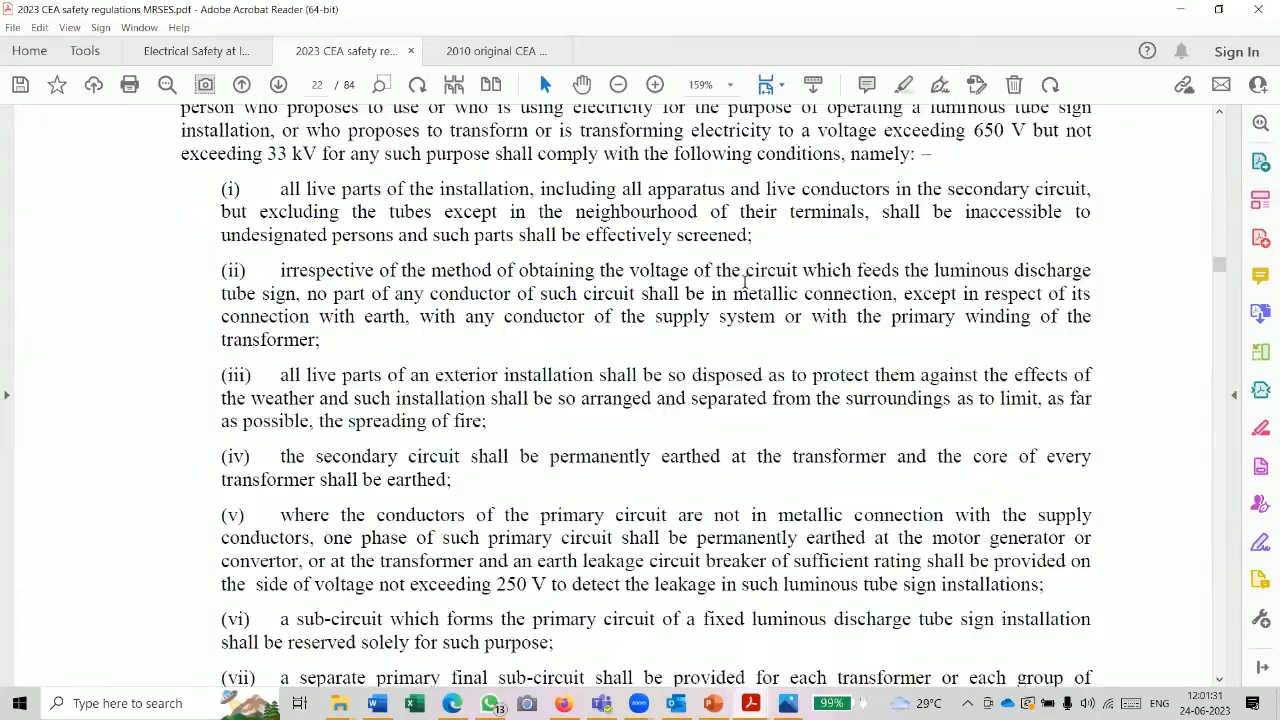 2023 CEA safety regulations MRSES.pdf - Adobe Acrobat Reader (64-bit)
File Edit View Sign Window Help
Home Tools Electrical Safety at I... 2023 CEA safety re... × 2010 original CEA ... Sign In
22 / 84 159%
person who proposes to use or who is using electricity for the purpose of operating a luminous tube sign
installation, or who proposes to transform or is transforming electricity to a voltage exceeding 650 V but not
exceeding 33 kV for any such purpose shall comply with the following conditions, namely: –
(i) all live parts of the installation, including all apparatus and live conductors in the secondary circuit,
but excluding the tubes except in the neighbourhood of their terminals, shall be inaccessible to
undesignated persons and such parts shall be effectively screened;
(ii) irrespective of the method of obtaining the voltage of the circuit which feeds the luminous discharge
tube sign, no part of any conductor of such circuit shall be in metallic connection, except in respect of its
connection with earth, with any conductor of the supply system or with the primary winding of the
transformer;
(iii) all live parts of an exterior installation shall be so disposed as to protect them against the effects of
the weather and such installation shall be so arranged and separated from the surroundings as to limit, as far
as possible, the spreading of fire;
(iv) the secondary circuit shall be permanently earthed at the transformer and the core of every
transformer shall be earthed;
(v) where the conductors of the primary circuit are not in metallic connection with the supply
conductors, one phase of such primary circuit shall be permanently earthed at the motor generator or
convertor, or at the transformer and an earth leakage circuit breaker of sufficient rating shall be provided on
the side of voltage not exceeding 250 V to detect the leakage in such luminous tube sign installations;
(vi) a sub-circuit which forms the primary circuit of a fixed luminous discharge tube sign installation
shall be reserved solely for such purpose;
(vii) a separate primary final sub-circuit shall be provided for each transformer or each group of
Type here to search 13 zoom 99% 29°C ENG 12:01:31
24-06-2023